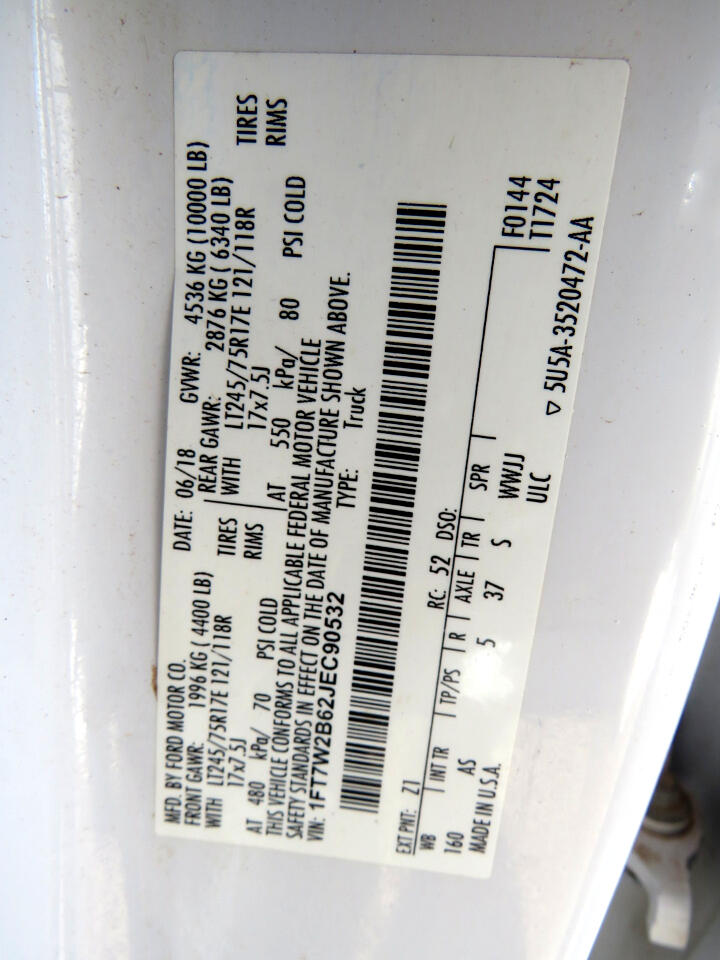 MFD. BY FORD MOTOR CO. DATE: 06/18 GVWR: 4536 KG (10000 LB)
FRONT GAWR: 1996 KG ( 4400 LB) REAR GAWR: 2876 KG ( 6340 LB)
WITH LT245/75R17E 121/118R TIRES WITH LT245/75R17E 121/118R TIRES
17x7.5J RIMS 17x7.5J RIMS
AT 480 kPa/ 70 PSI COLD AT 550 kPa/ 80 PSI COLD
THIS VEHICLE CONFORMS TO ALL APPLICABLE FEDERAL MOTOR VEHICLE
SAFETY STANDARDS IN EFFECT ON THE DATE OF MANUFACTURE SHOWN ABOVE.
VIN: 1FT7W2B62JEC90532 TYPE: Truck
EXT PNT: Z1 RC: 52 DSO: F0144
WB INT TR TP/PS R AXLE TR SPR T1724
160 AS 5 37 S WWJJ
MADE IN U.S.A. ULC
▽ 5U5A-3520472-AA